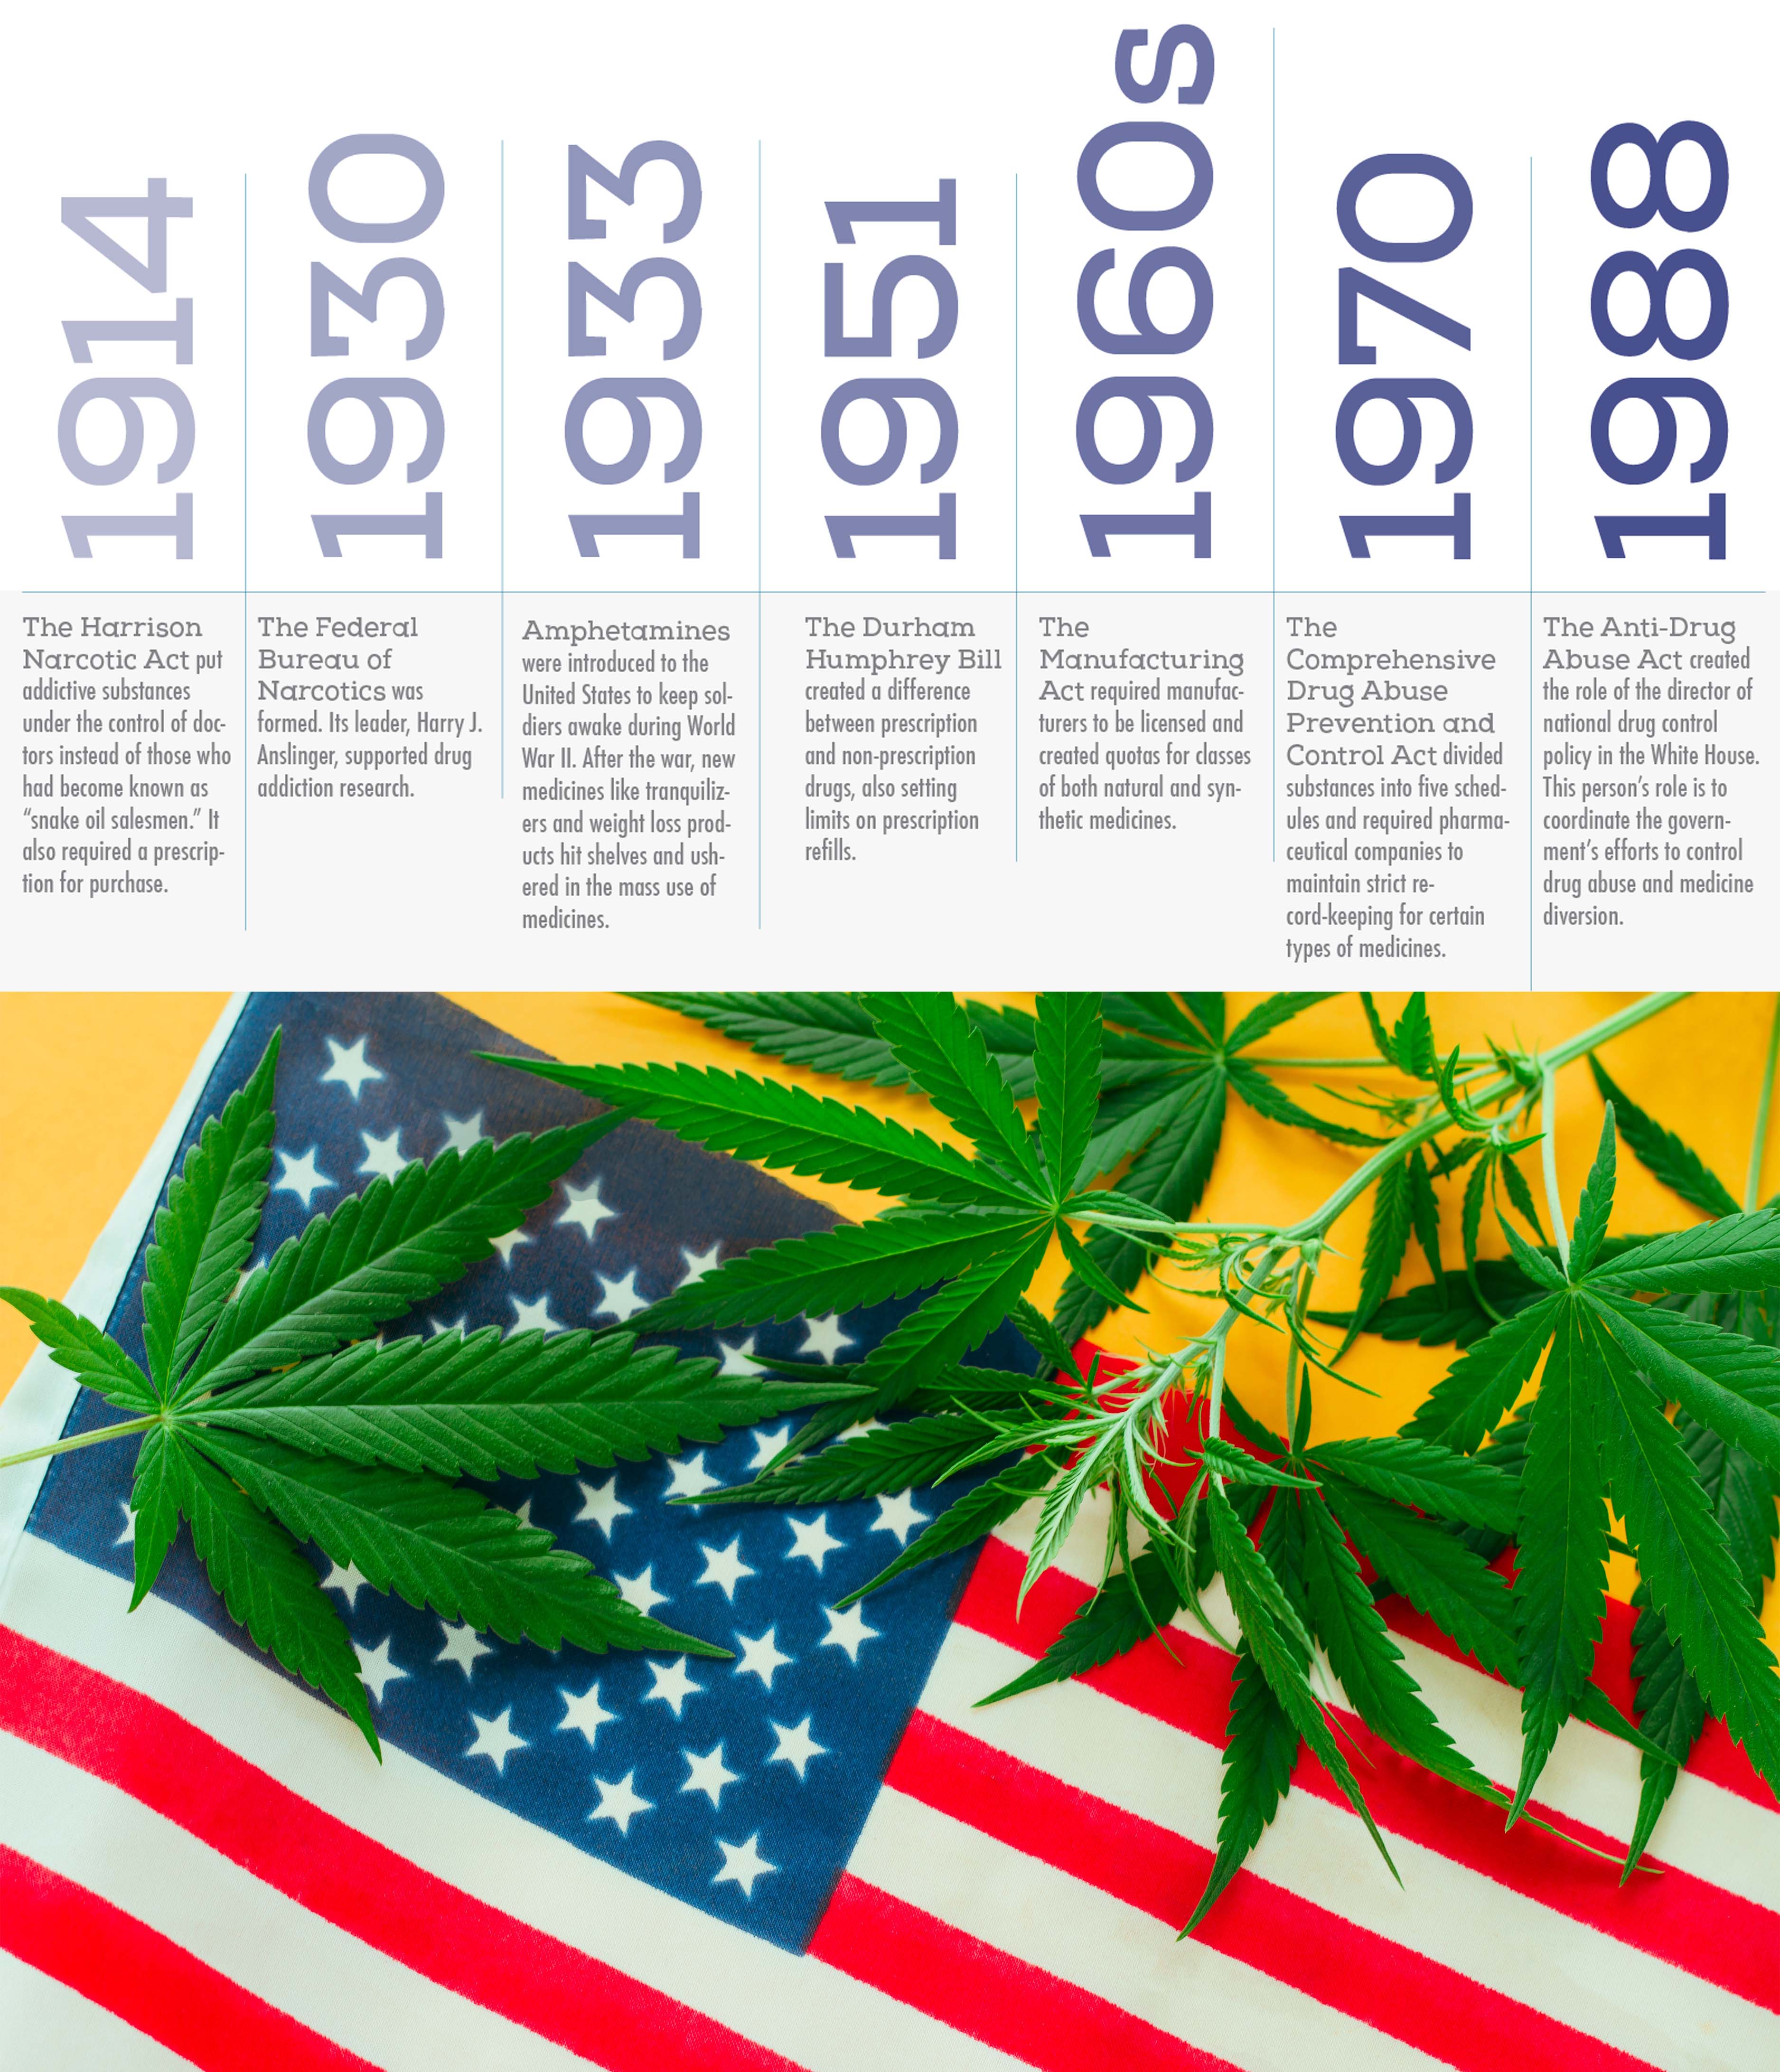 1914
1930
1933
1951
1960s
1970
1988
The Harrison
Narcotic Act put
addictive substances
under the control of doc-
tors instead of those who
had become known as
“snake oil salesmen.” It
also required a prescrip-
tion for purchase.
The Federal
Bureau of
Narcotics was
formed. Its leader, Harry J.
Anslinger, supported drug
addiction research.
Amphetamines
were introduced to the
United States to keep sol-
diers awake during World
War II. After the war, new
medicines like tranquiliz-
ers and weight loss prod-
ucts hit shelves and ush-
ered in the mass use of
medicines.
The Durham
Humphrey Bill
created a difference
between prescription
and non-prescription
drugs, also setting
limits on prescription
refills.
The
Manufacturing
Act required manufac-
turers to be licensed and
created quotas for classes
of both natural and syn-
thetic medicines.
The
Comprehensive
Drug Abuse
Prevention and
Control Act divided
substances into five sched-
ules and required pharma-
ceutical companies to
maintain strict re-
cord-keeping for certain
types of medicines.
The Anti-Drug
Abuse Act created
the role of the director of
national drug control
policy in the White House.
This person’s role is to
coordinate the govern-
ment’s efforts to control
drug abuse and medicine
diversion.